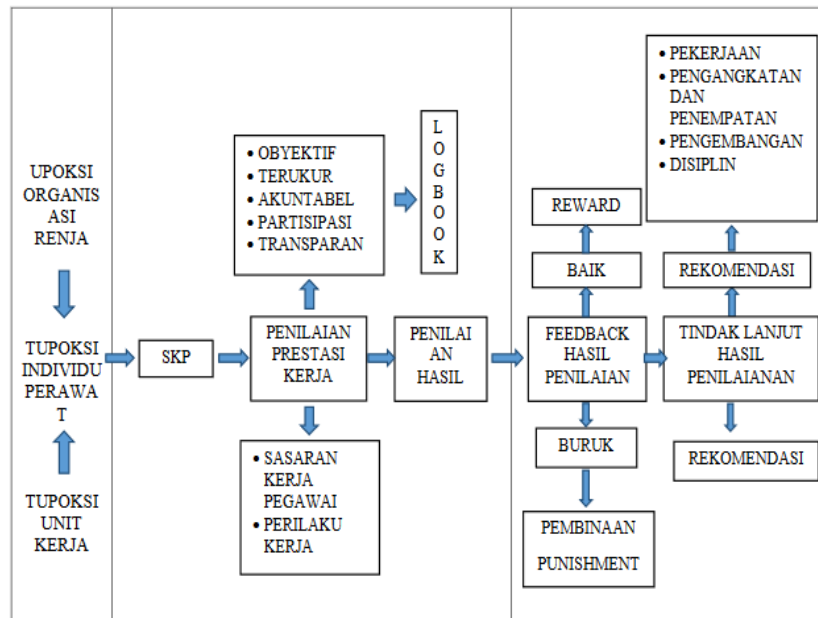 UPOKSI
ORGANIS
ASI
RENJA
TUPOKSI
INDIVIDU
PERAWA
T
TUPOKSI
UNIT
KERJA
SKP
• OBYEKTIF
• TERUKUR
• AKUNTABEL
• PARTISIPASI
• TRANSPARAN
L
O
G
B
O
O
K
PENILAIAN
PRESTASI
KERJA
• SASARAN
KERJA
PEGAWAI
• PERILAKU
KERJA
PENILAI
AN
HASIL
REWARD
BAIK
FEEDBACK
HASIL
PENILAIAN
BURUK
PEMBINAAN
PUNISHMENT
• PEKERJAAN
• PENGANGKATAN
DAN
PENEMPATAN
• PENGEMBANGAN
• DISIPLIN
REKOMENDASI
TINDAK LANJUT
HASIL
PENILAIANAN
REKOMENDASI